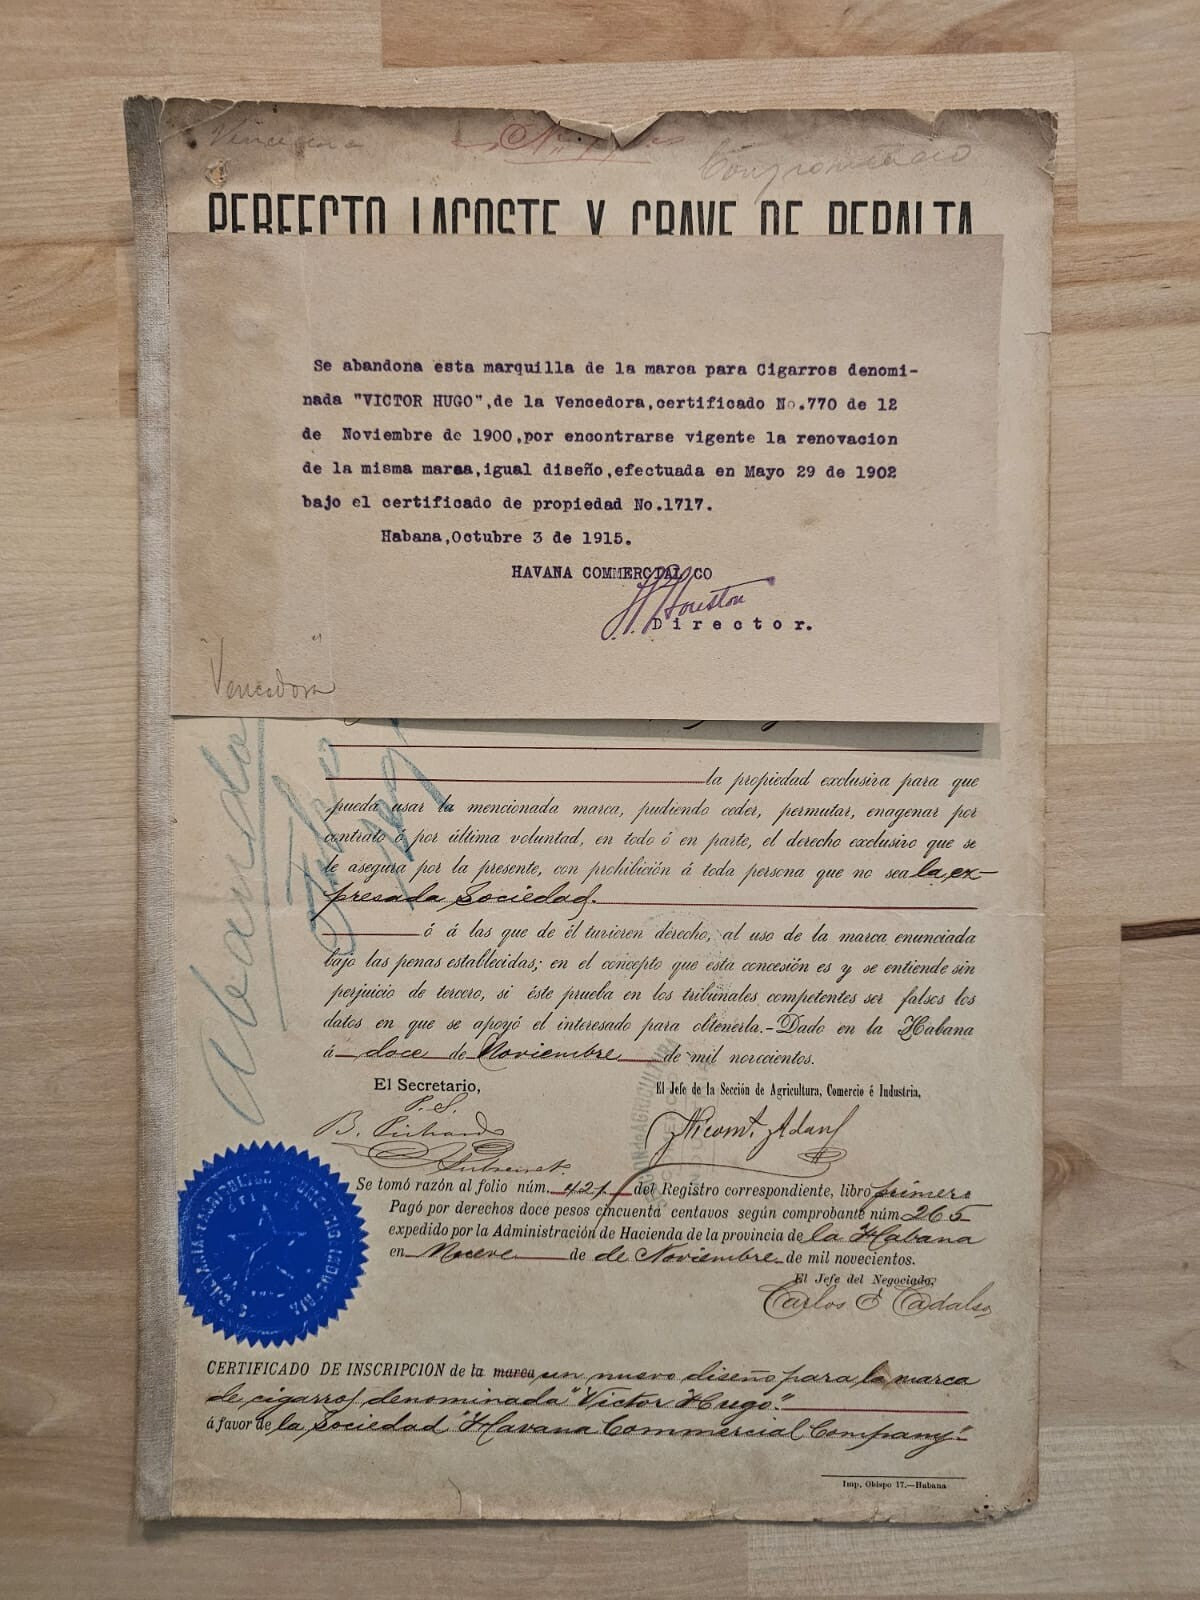 Vencedora
Comprobado
PERFECTO LACOSTE Y GRAVE DE PERALTA
Se abandona esta marquilla de la marca para Cigarros denomi-
nada "VICTOR HUGO",de la Vencedora,certificado No.770 de 12
de Noviembre de 1900,por encontrarse vigente la renovacion
de la misma marca,igual diseño,efectuada en Mayo 29 de 1902
bajo el certificado de propiedad No.1717.
Habana,Octubre 3 de 1915.
HAVANA COMMERCIAL CO
Houston
Director.
"Vencedora"
la propiedad exclusiva para que
pueda usar la mencionada marca, pudiendo ceder, permutar, enagenar por
contrato ó por última voluntad, en todo ó en parte, el derecho exclusivo que se
le asegura por la presente, con prohibición á toda persona que no sea la ex-
presada Sociedad.
ó á las que de él tuvieren derecho, al uso de la marca enunciada
bajo las penas establecidas; en el concepto que esta concesión es y se entiende sin
perjuicio de tercero, si éste prueba en los tribunales competentes ser falsos los
datos en que se apoyó el interesado para obtenerla.-Dado en la Habana
á doce de Noviembre de mil novecientos.
El Secretario,
P. S.
El Jefe de la Sección de Agricultura, Comercio é Industria,
Se tomó razón al folio núm. 421 del Registro correspondiente, libro primero
Pagó por derechos doce pesos cincuenta centavos según comprobante núm 265
expedido por la Administración de Hacienda de la provincia de la Habana
en Nueve de de Noviembre de mil novecientos.
El Jefe del Negociado,
Carlos Cadalso
CERTIFICADO DE INSCRIPCION de la marca un nuevo diseño para la marca
de cigarros denominada "Victor Hugo."
á favor de la Sociedad "Havana Commercial Company"
Imp, Obispo 17.—Habana